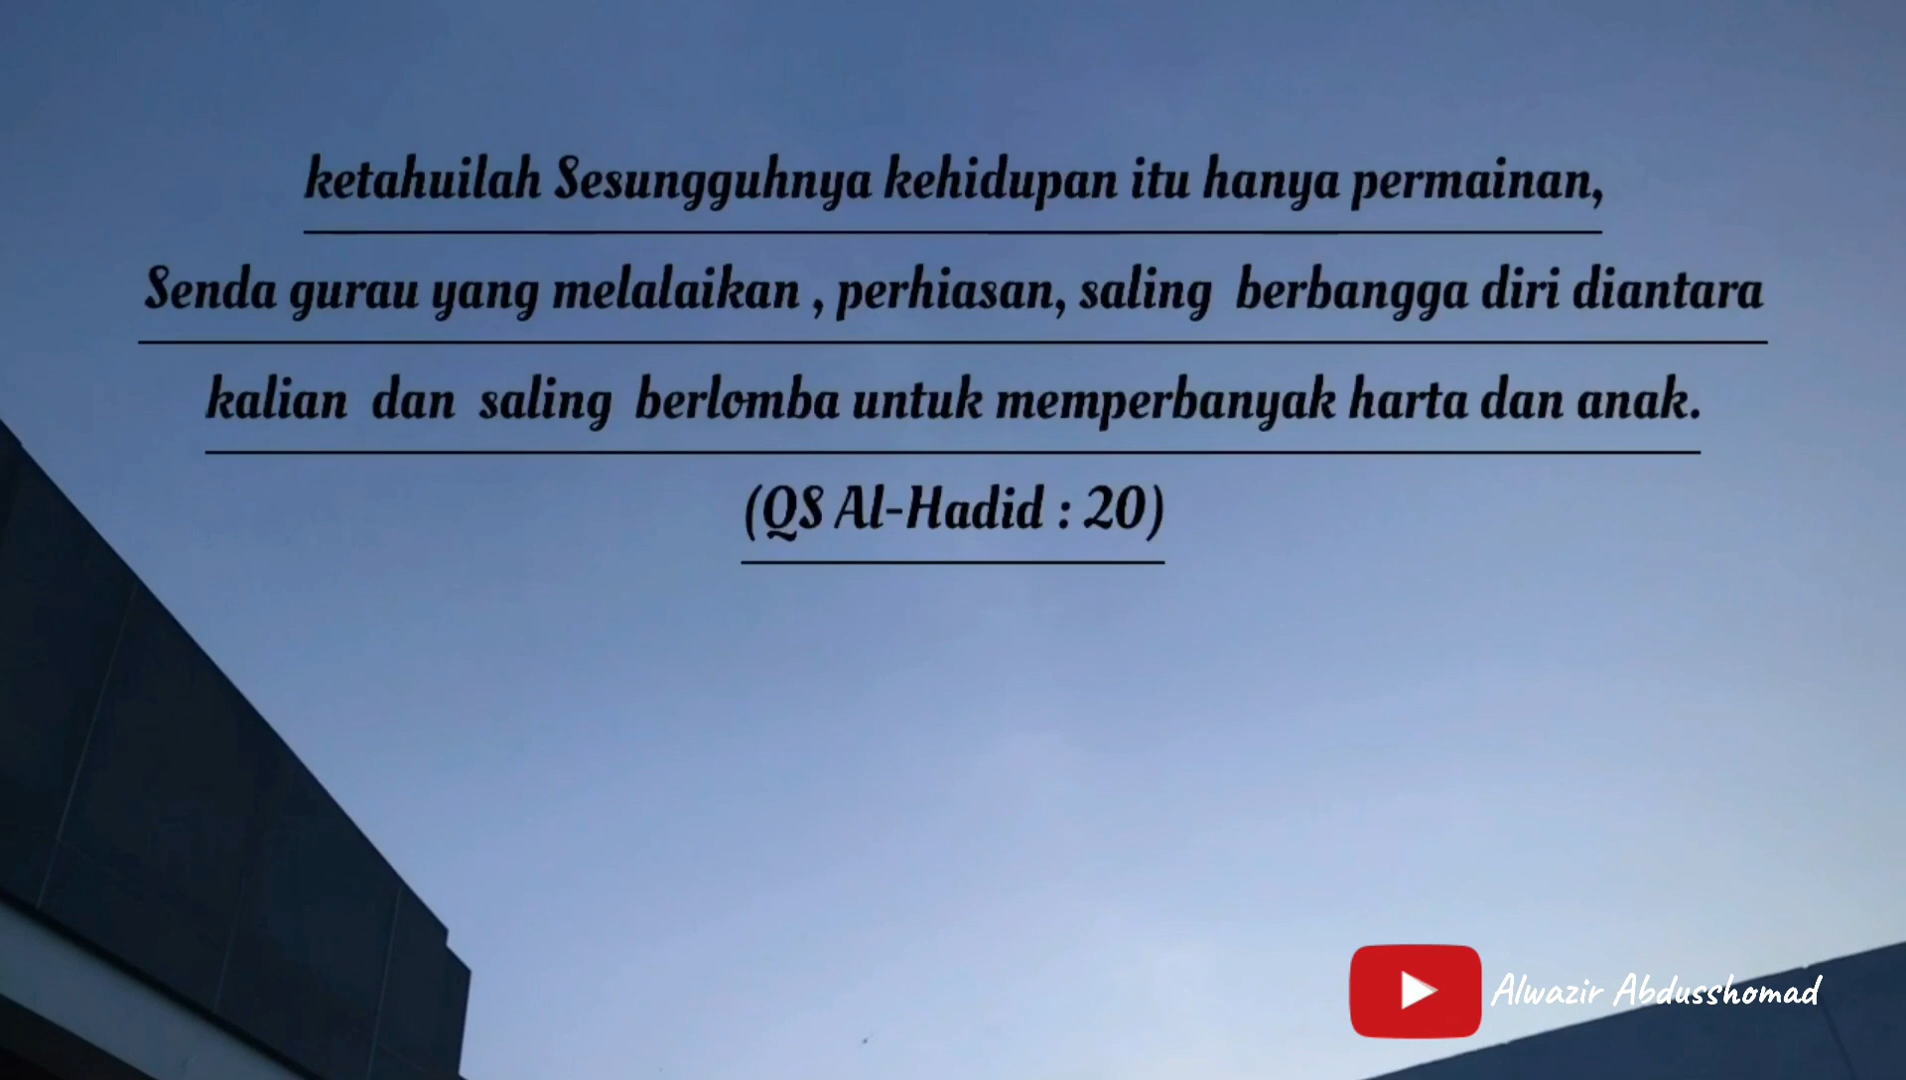 ketahuilah Sesungguhnya kehidupan itu hanya permainan,
Senda gurau yang melalaikan , perhiasan, saling berbangga diri diantara
kalian dan saling berlomba untuk memperbanyak harta dan anak.
(QS Al-Hadid : 20)
Alwazir Abdusshomad